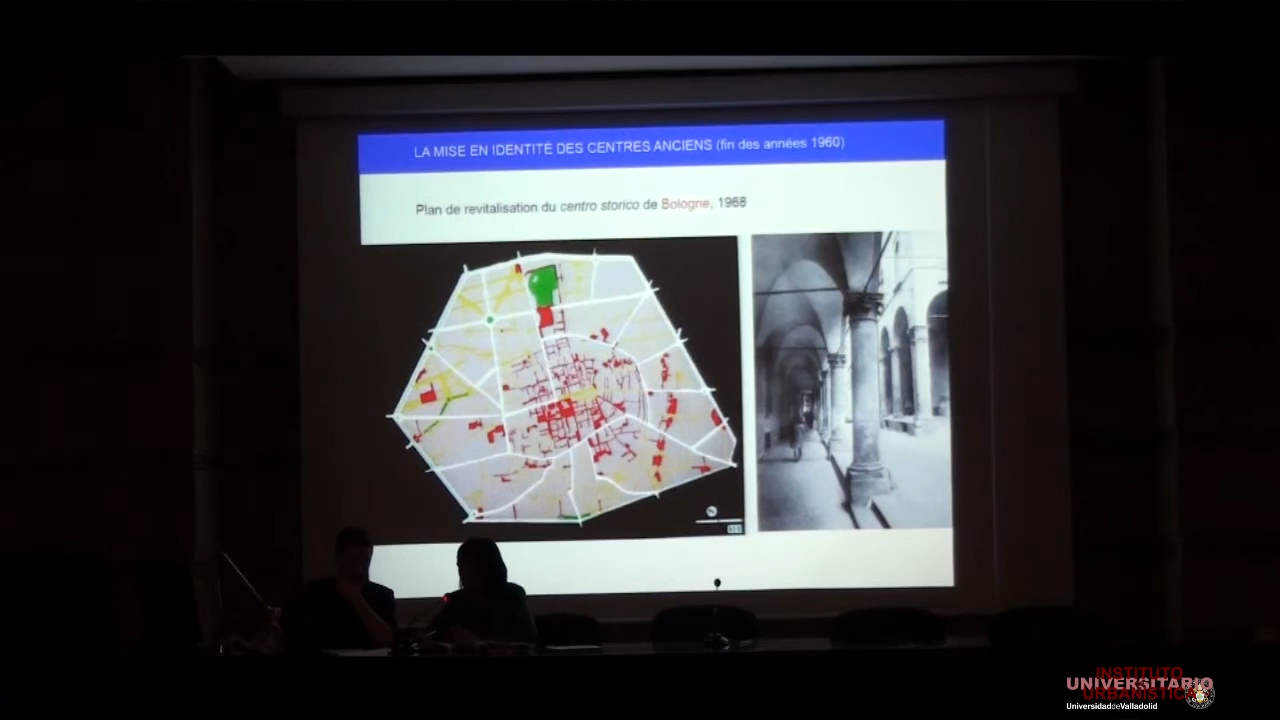 LA MISE EN IDENTITÉ DES CENTRES ANCIENS (fin des années 1960)
Plan de revitalisation du centro storico de Bologne, 1968
INSTITUTO
UNIVERSITARIO
URBANÍSTICA
UniversidaddeValladolid